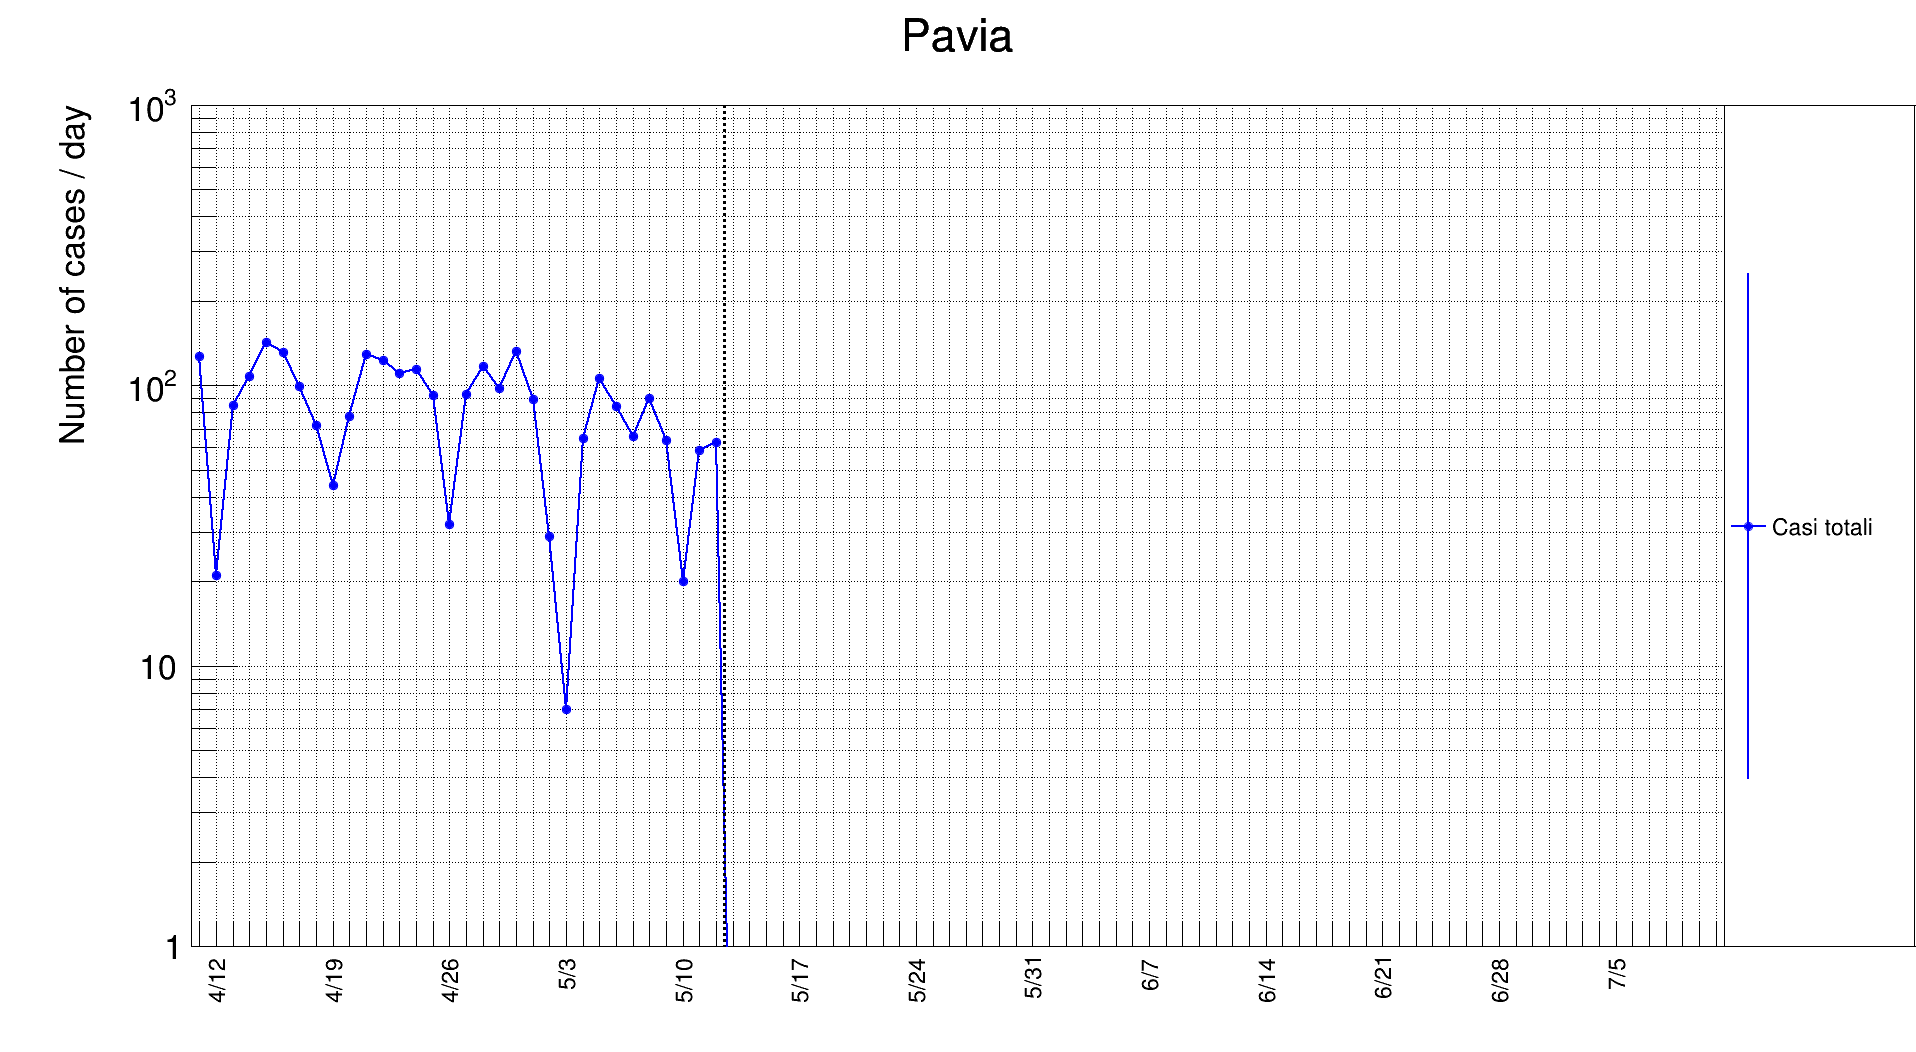 Pavia
Number of cases / day
10³
10²
10
1
4/12 4/19 4/26 5/3 5/10 5/17 5/24 5/31 6/7 6/14 6/21 6/28 7/5
Casi totali